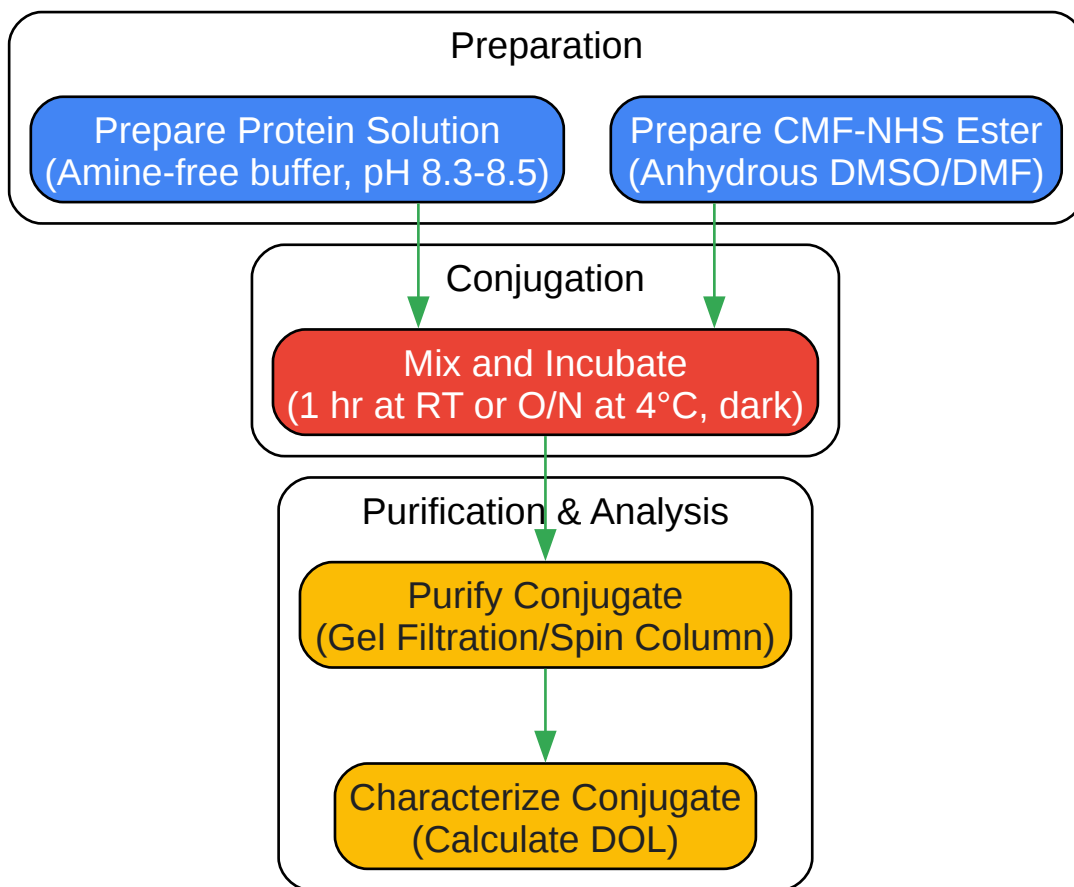 Preparation
Prepare Protein Solution
(Amine-free buffer, pH 8.3-8.5)
Prepare CMF-NHS Ester
(Anhydrous DMSO/DMF)
Conjugation
Mix and Incubate
(1 hr at RT or O/N at 4°C, dark)
Purification & Analysis
Purify Conjugate
(Gel Filtration/Spin Column)
Characterize Conjugate
(Calculate DOL)